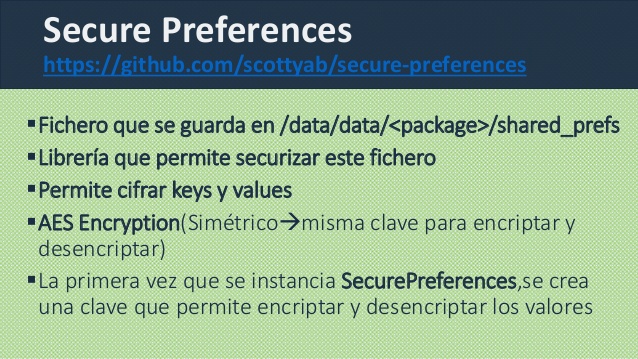 Secure Preferences
https://github.com/scottyab/secure-preferences
▪Fichero que se guarda en /data/data/<package>/shared_prefs
▪Librería que permite securizar este fichero
▪Permite cifrar keys y values
▪AES Encryption(Simétrico→misma clave para encriptar y
desencriptar)
▪La primera vez que se instancia SecurePreferences,se crea
una clave que permite encriptar y desencriptar los valores